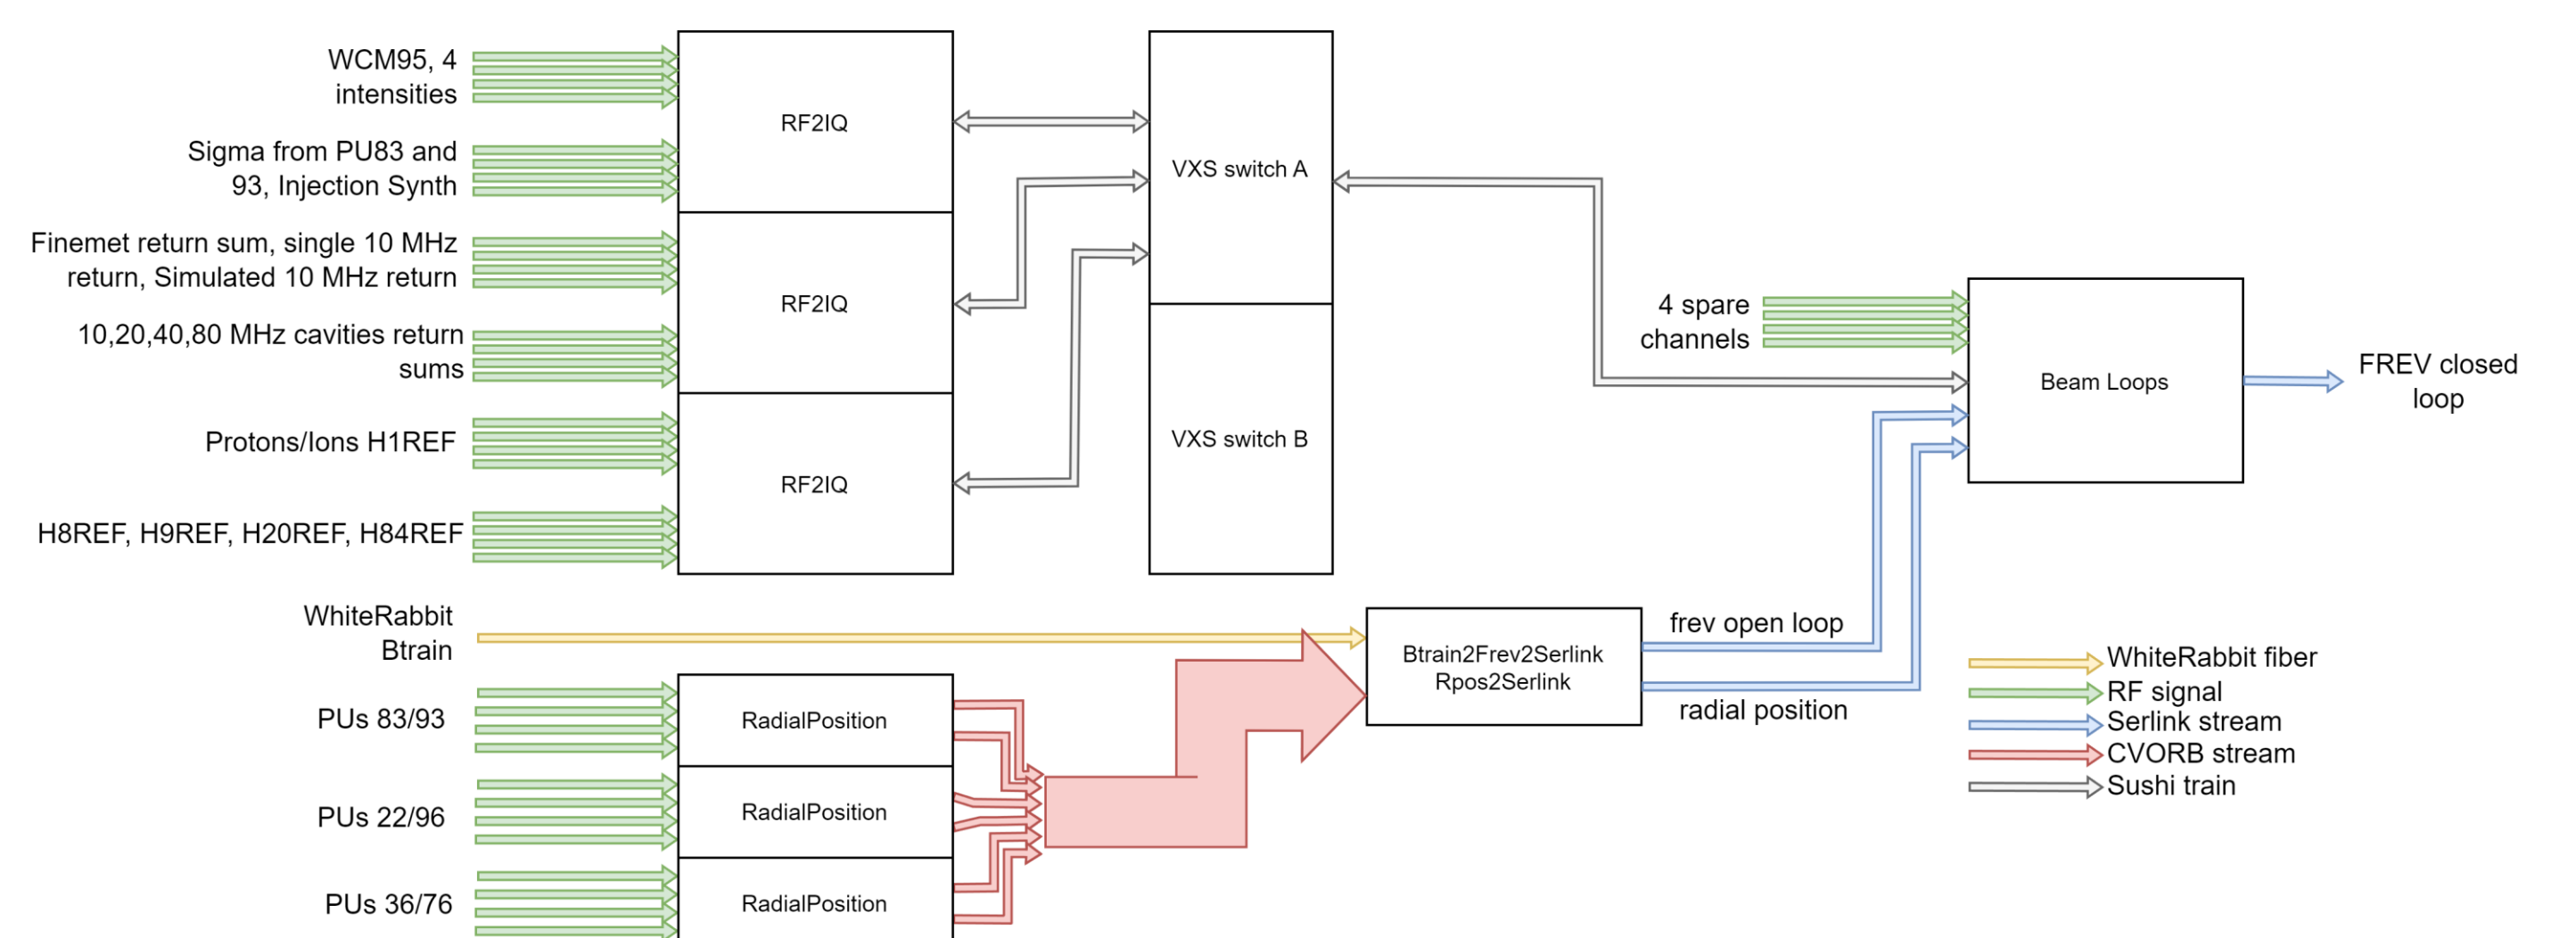 WCM95, 4
intensities
Sigma from PU83 and
93, Injection Synth
Finemet return sum, single 10 MHz
return, Simulated 10 MHz return
10,20,40,80 MHz cavities return
sums
Protons/Ions H1REF
H8REF, H9REF, H20REF, H84REF
RF2IQ
RF2IQ
RF2IQ
VXS switch A
VXS switch B
4 spare
channels
Beam Loops
FREV closed
loop
WhiteRabbit
Btrain
PUs 83/93
PUs 22/96
PUs 36/76
RadialPosition
RadialPosition
RadialPosition
Btrain2Frev2Serlink
Rpos2Serlink
frev open loop
radial position
WhiteRabbit fiber
RF signal
Serlink stream
CVORB stream
Sushi train